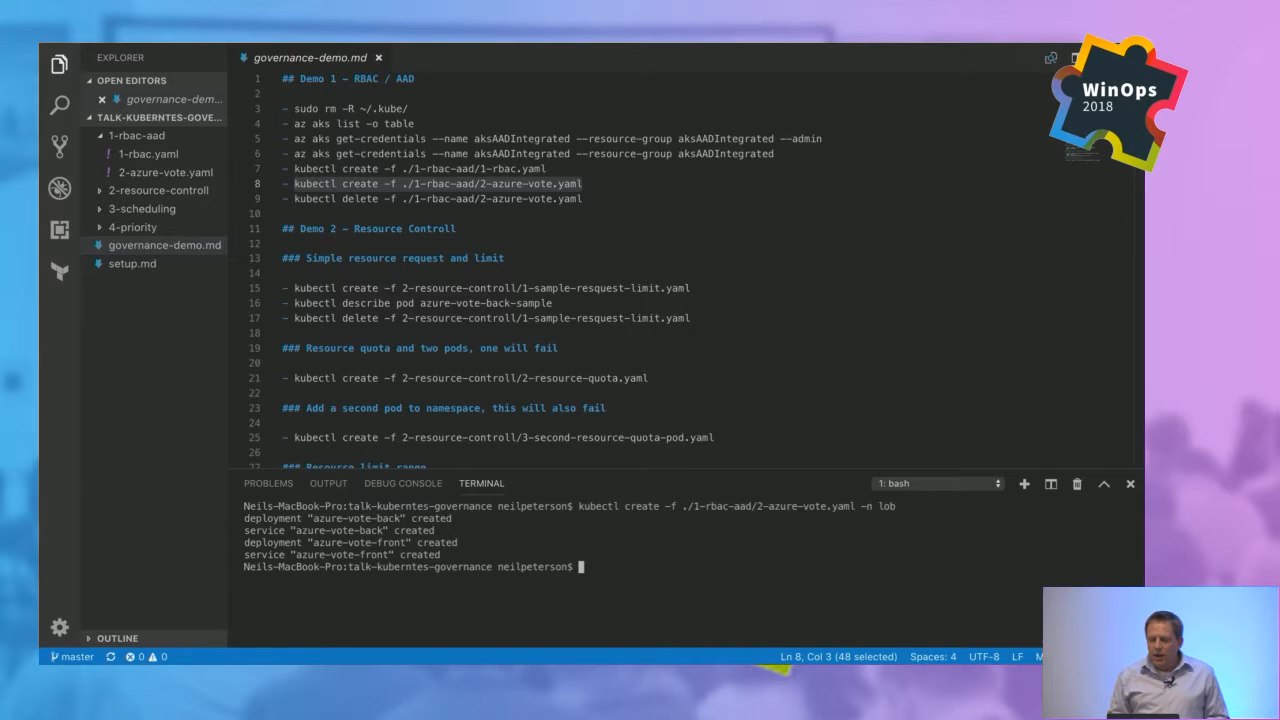 EXPLORER
OPEN EDITORS
governance-dem...
TALK-KUBERNTES-GOVE...
1-rbac-aad
! 1-rbac.yaml
! 2-azure-vote.yaml
2-resource-controll
3-scheduling
4-priority
governance-demo.md
setup.md
OUTLINE
governance-demo.md
1 ## Demo 1 - RBAC / AAD
2
3 - sudo rm -R ~/.kube/
4 - az aks list -o table
5 - az aks get-credentials --name aksAADIntegrated --resource-group aksAADIntegrated --admin
6 - az aks get-credentials --name aksAADIntegrated --resource-group aksAADIntegrated
7 - kubectl create -f ./1-rbac-aad/1-rbac.yaml
8 - kubectl create -f ./1-rbac-aad/2-azure-vote.yaml
9 - kubectl delete -f ./1-rbac-aad/2-azure-vote.yaml
10
11 ## Demo 2 - Resource Controll
12
13 ### Simple resource request and limit
14
15 - kubectl create -f 2-resource-controll/1-sample-resquest-limit.yaml
16 - kubectl describe pod azure-vote-back-sample
17 - kubectl delete -f 2-resource-controll/1-sample-resquest-limit.yaml
18
19 ### Resource quota and two pods, one will fail
20
21 - kubectl create -f 2-resource-controll/2-resource-quota.yaml
22
23 ### Add a second pod to namespace, this will also fail
24
25 - kubectl create -f 2-resource-controll/3-second-resource-quota-pod.yaml
26
27 ### Resource limit range
WinOps
2018
PROBLEMS OUTPUT DEBUG CONSOLE TERMINAL 1: bash
Neils-MacBook-Pro:talk-kuberntes-governance neilpeterson$ kubectl create -f ./1-rbac-aad/2-azure-vote.yaml -n lob
deployment "azure-vote-back" created
service "azure-vote-back" created
deployment "azure-vote-front" created
service "azure-vote-front" created
Neils-MacBook-Pro:talk-kuberntes-governance neilpeterson$
master 0 0 Ln 8, Col 3 (48 selected) Spaces: 4 UTF-8 LF